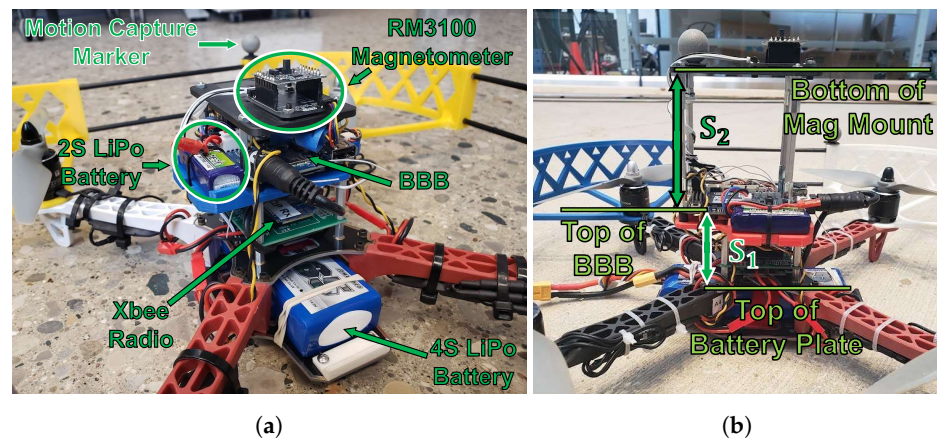 Motion Capture
Marker
RM3100
Magnetometer
2S LiPo
Battery
BBB
Xbee
Radio
4S LiPo
Battery
(a)
Bottom of
Mag Mount
S2
Top of
BBB
S1
Top of
Battery Plate
(b)